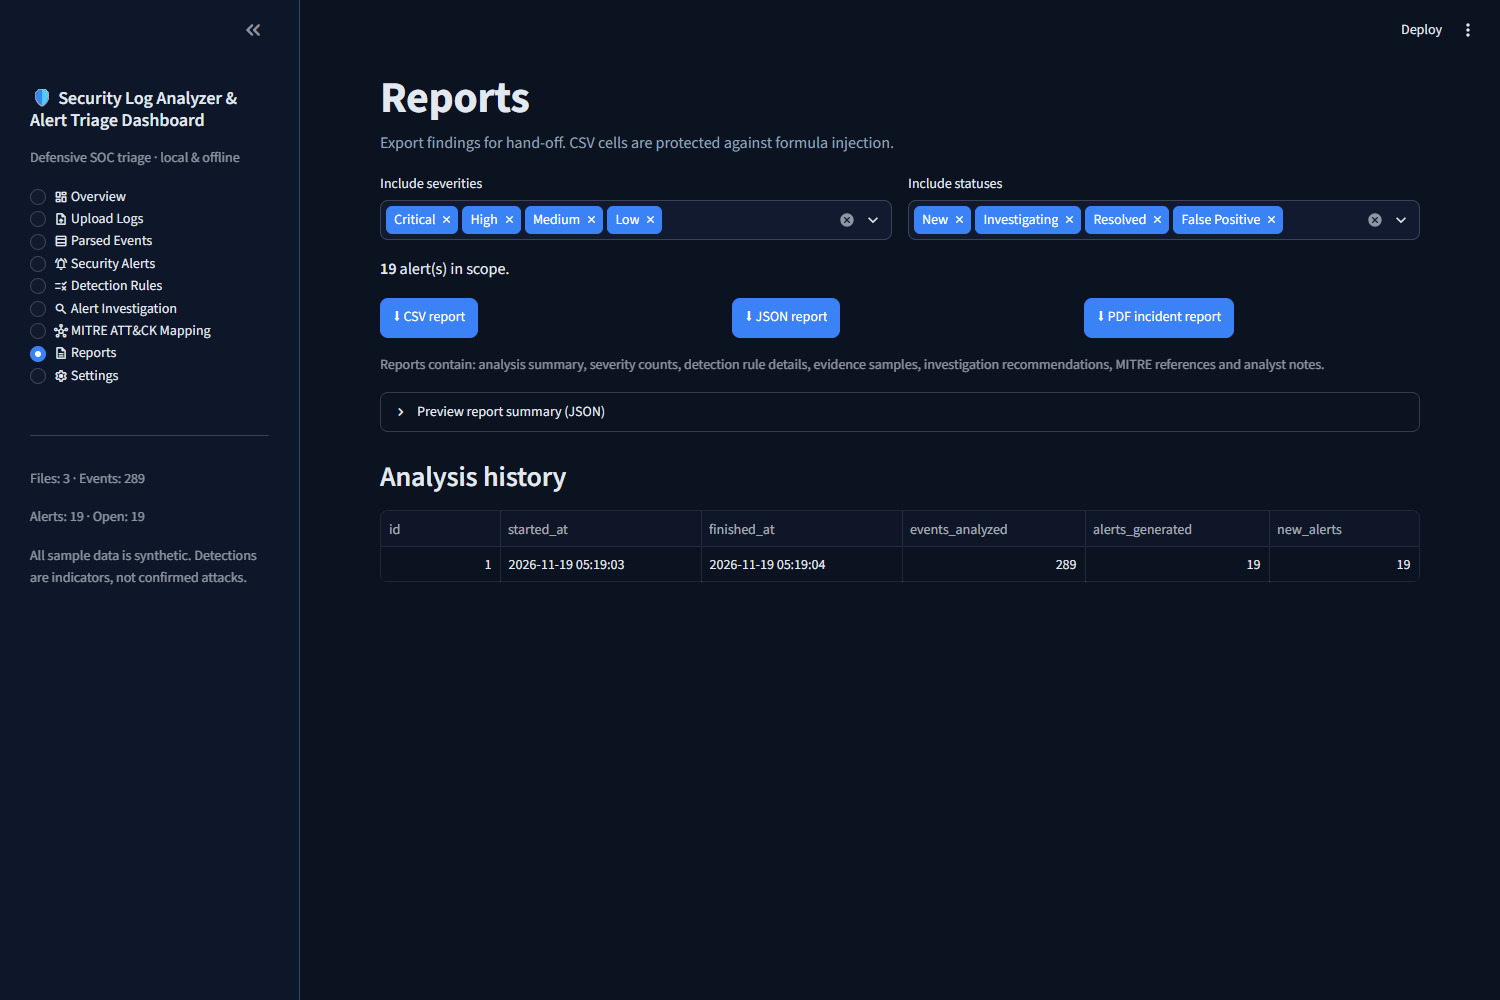 Deploy
Security Log Analyzer &
Alert Triage Dashboard
Defensive SOC triage · local & offline
Overview
Upload Logs
Parsed Events
Security Alerts
Detection Rules
Alert Investigation
MITRE ATT&CK Mapping
Reports
Settings
Files: 3 · Events: 289
Alerts: 19 · Open: 19
All sample data is synthetic. Detections
are indicators, not confirmed attacks.
Reports
Export findings for hand-off. CSV cells are protected against formula injection.
Include severities
Critical High Medium Low
Include statuses
New Investigating Resolved False Positive
19 alert(s) in scope.
⬇ CSV report
⬇ JSON report
⬇ PDF incident report
Reports contain: analysis summary, severity counts, detection rule details, evidence samples, investigation recommendations, MITRE references and analyst notes.
Preview report summary (JSON)
Analysis history
id started_at finished_at events_analyzed alerts_generated new_alerts
1 2026-11-19 05:19:03 2026-11-19 05:19:04 289 19 19